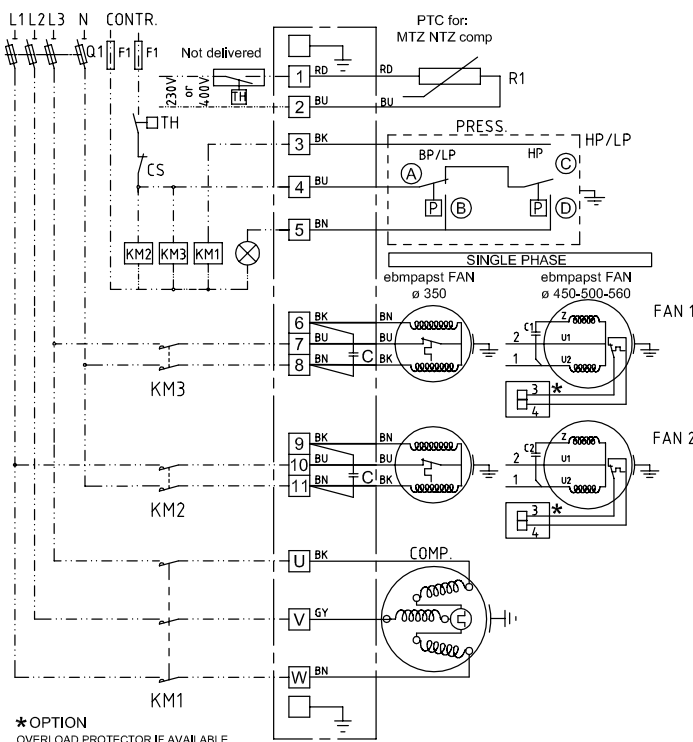 L1 L2 L3 N CONTR.
Q1 F1 F1
Not delivered
230V or 400V
TH
PTC for:
MTZ NTZ comp
1 RD RD
R1
2 BU BU
TH
CS
3 BK
PRESS.
HP/LP
BP/LP HP
A C
4 BU
P B P D
5 BN
KM2 KM3 KM1
SINGLE PHASE
ebmpapst FAN
ø 350
ebmpapst FAN
ø 450-500-560
FAN 1
6 BK BN
7 BU BU
8 BN BK
C
KM3
C1 Z
2 U1
1 U2
3 *
4
FAN 2
9 BK BN
10 BU BU
11 BN BK
C
KM2
C2 Z
2 U1
1 U2
3 *
4
COMP.
U BK
V GY
W BN
KM1
* OPTION
OVERLOAD PROTECTOR IF AVAILABLE